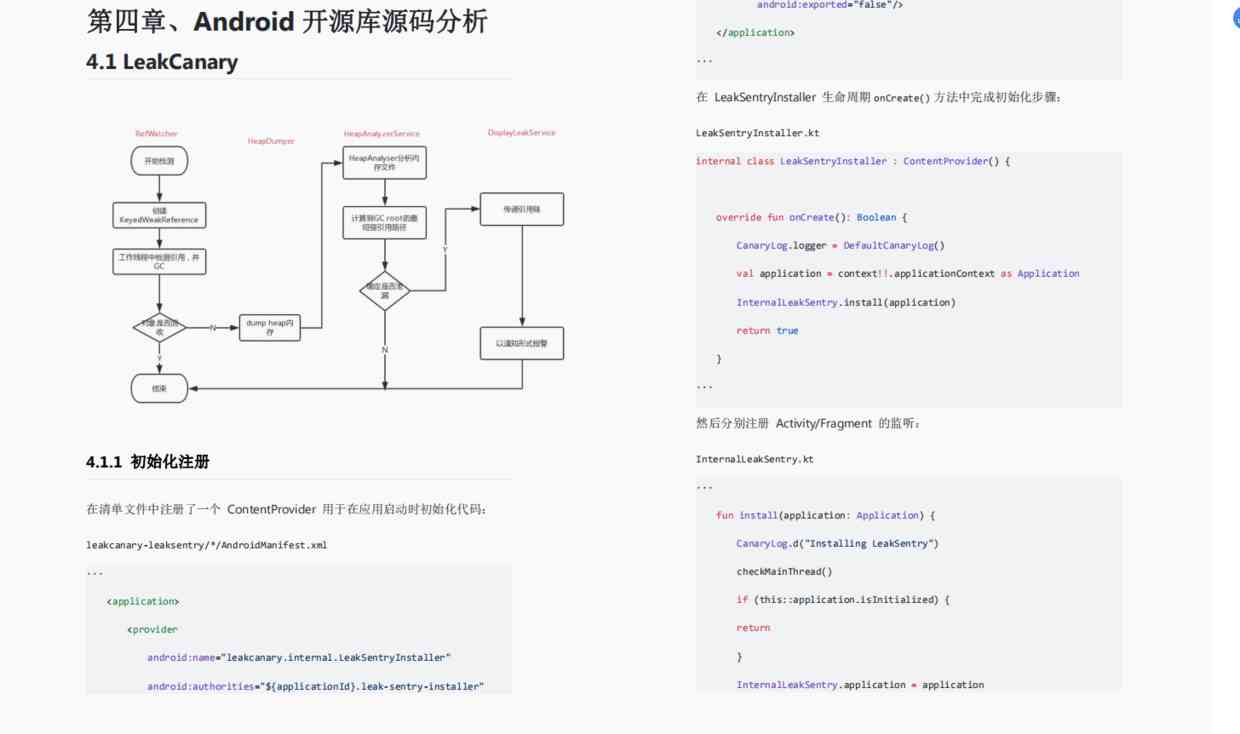 第四章、Android 开源库源码分析
4.1 LeakCanary
RefWatcher
HeapDumper
HeapAnalyzerService
DisplayLeakService
开始检测
HeapAnalyser分析内
存文件
创建
KeyedWeakReference
计算到GC root的最
短强引用路径
传递引用链
工作线程中检测引用，并
GC
Y
确定是否泄
漏
对象是否回
收
N
dump heap内
存
以通知形式报警
N
Y
结束
4.1.1 初始化注册
在清单文件中注册了一个 ContentProvider 用于在应用启动时初始化代码：
leakcanary-leaksentry/*/AndroidManifest.xml
...
<application>
<provider
android:name="leakcanary.internal.LeakSentryInstaller"
android:authorities="${applicationId}.leak-sentry-installer"
android:exported="false"/>
</application>
...
在 LeakSentryInstaller 生命周期 onCreate() 方法中完成初始化步骤：
LeakSentryInstaller.kt
internal class LeakSentryInstaller : ContentProvider() {
override fun onCreate(): Boolean {
CanaryLog.logger = DefaultCanaryLog()
val application = context!!.applicationContext as Application
InternalLeakSentry.install(application)
return true
}
...
然后分别注册 Activity/Fragment 的监听：
InternalLeakSentry.kt
...
fun install(application: Application) {
CanaryLog.d("Installing LeakSentry")
checkMainThread()
if (this::application.isInitialized) {
return
}
InternalLeakSentry.application = application